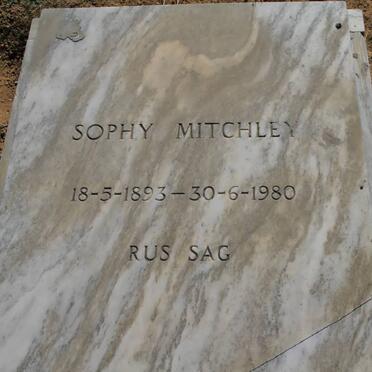 SOPHY MITCHLEY
18-5-1893 — 30-6-1980
RUS SAG